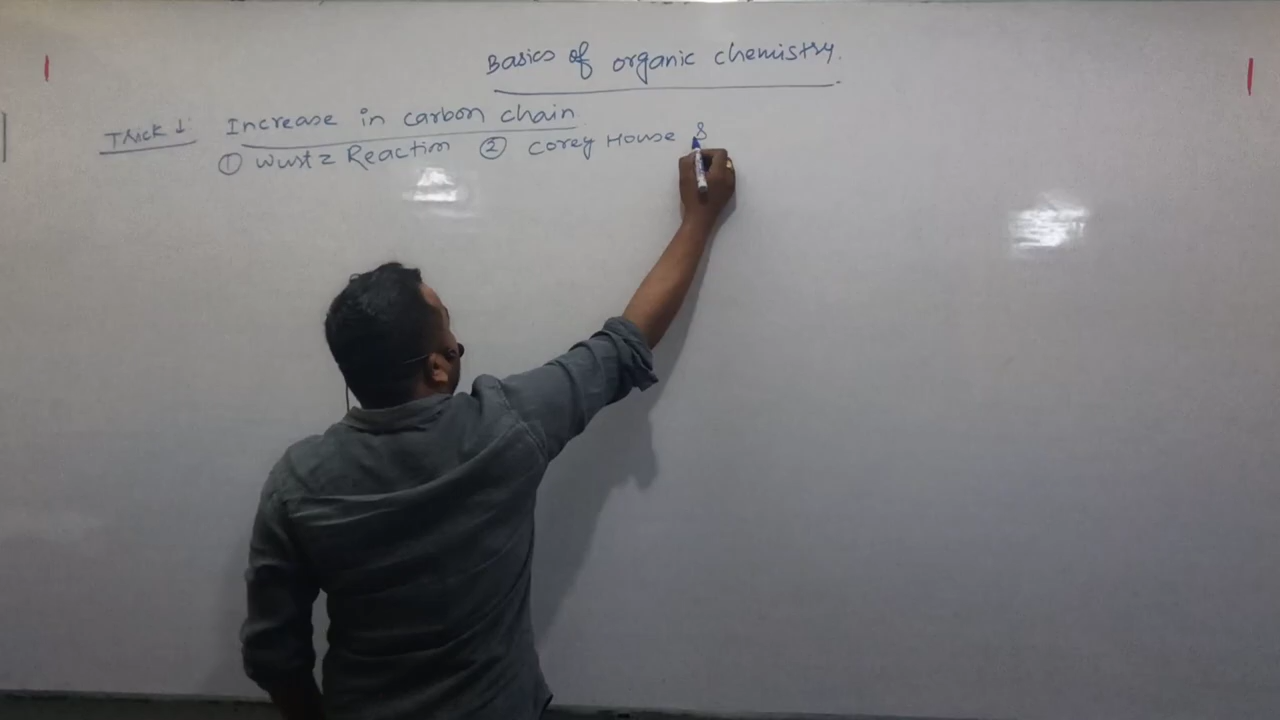 Basics of organic chemistry.
Trick 1 Increase in carbon chain
① Wurtz Reaction ② Corey House S